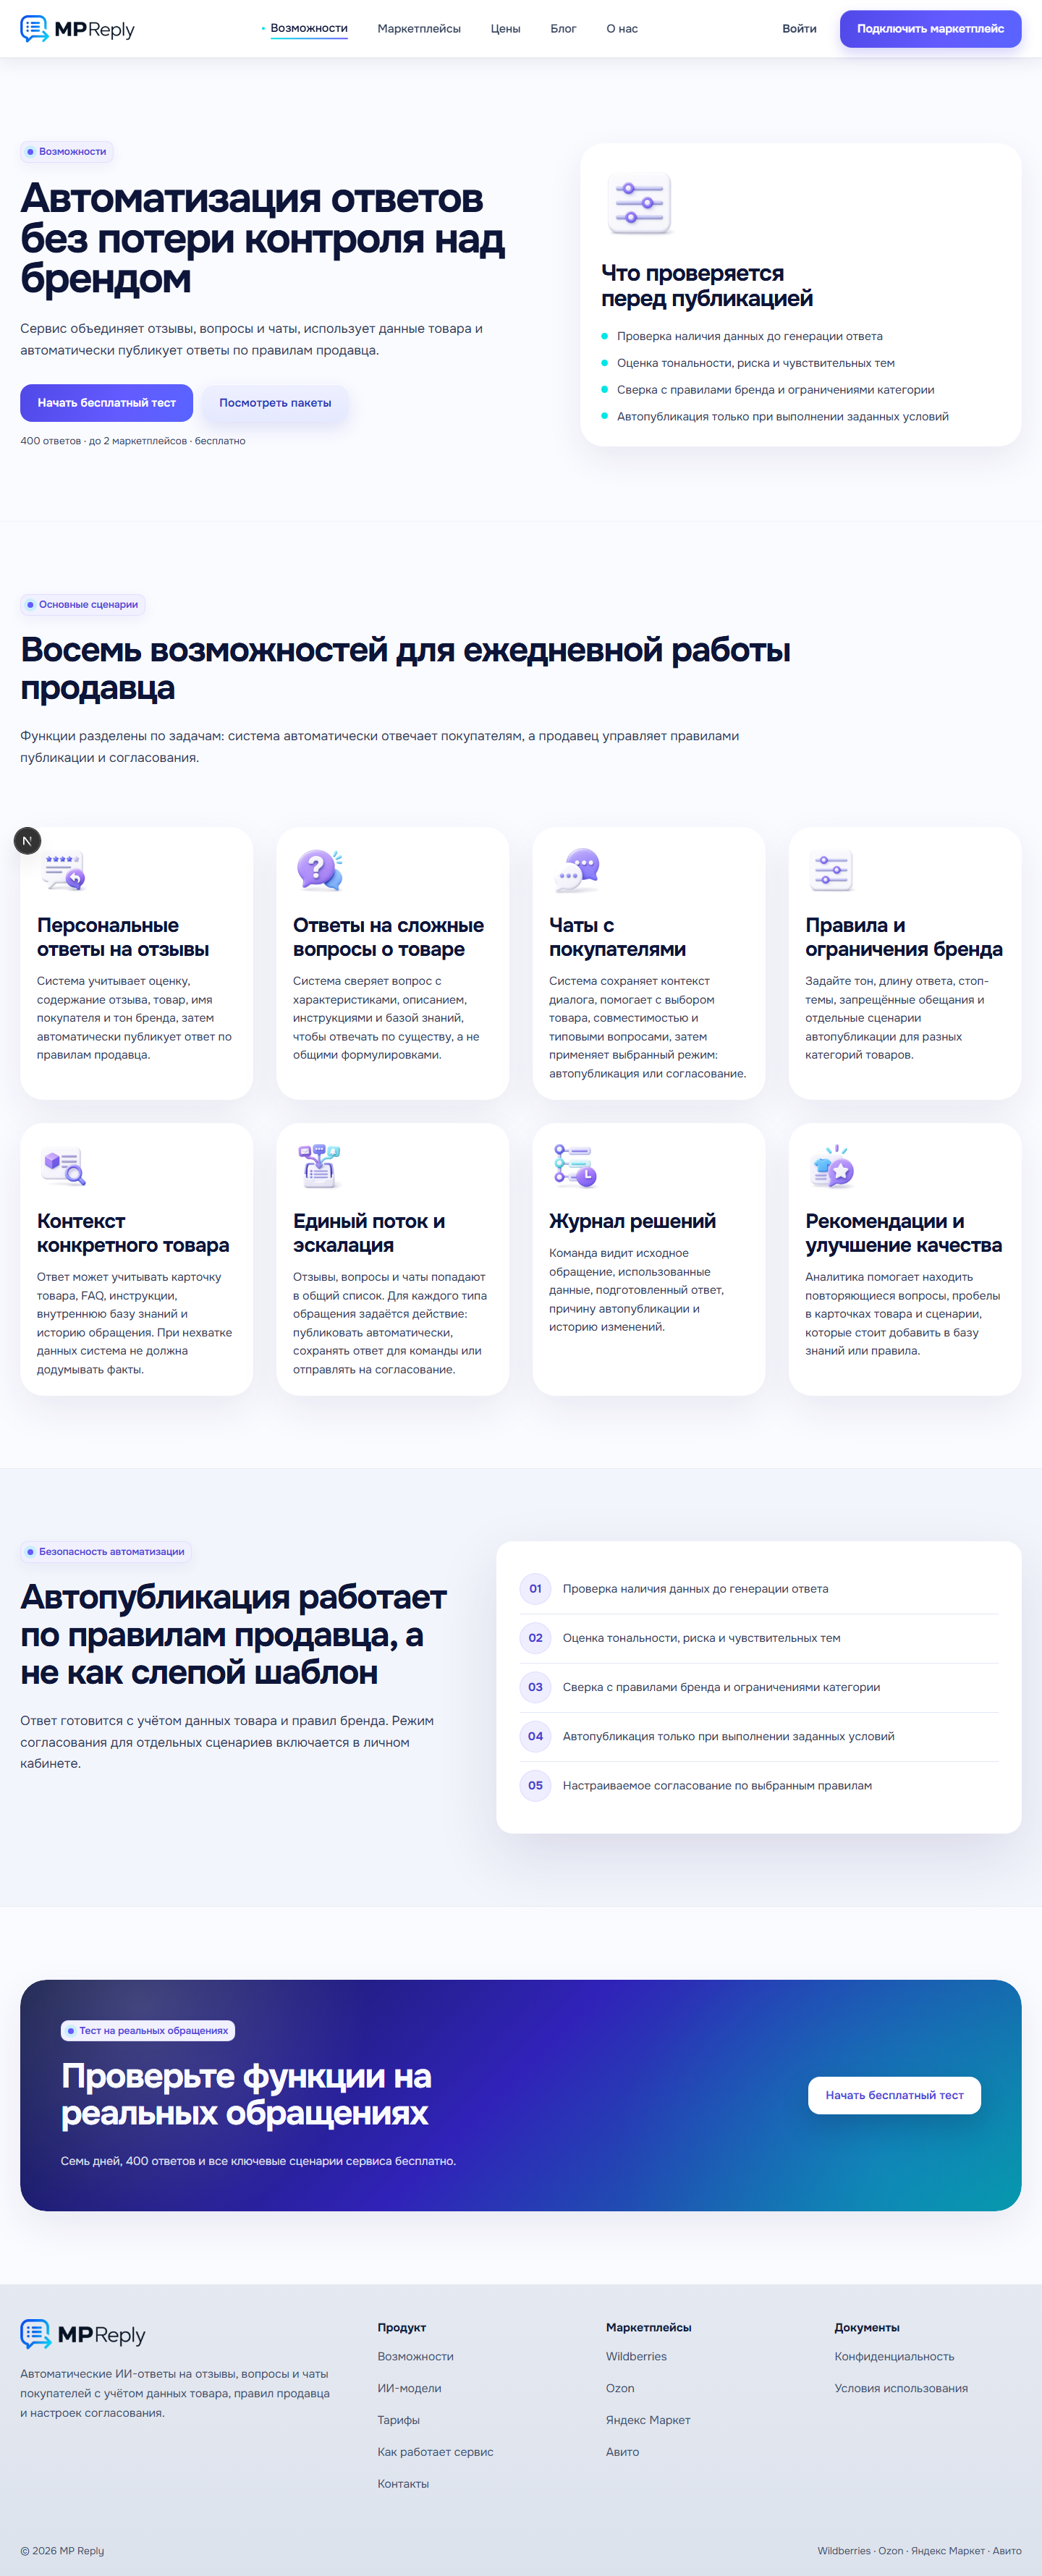 MPReply
Возможности
Маркетплейсы
Цены
Блог
О нас
Войти
Подключить маркетплейс
Возможности
Автоматизация ответов
без потери контроля над
брендом
Сервис объединяет отзывы, вопросы и чаты, использует данные товара и
автоматически публикует ответы по правилам продавца.
Начать бесплатный тест
Посмотреть пакеты
400 ответов · до 2 маркетплейсов · бесплатно
Что проверяется
перед публикацией
Проверка наличия данных до генерации ответа
Оценка тональности, риска и чувствительных тем
Сверка с правилами бренда и ограничениями категории
Автопубликация только при выполнении заданных условий
Основные сценарии
Восемь возможностей для ежедневной работы
продавца
Функции разделены по задачам: система автоматически отвечает покупателям, а продавец управляет правилами
публикации и согласования.
N
Персональные
ответы на отзывы
Система учитывает оценку,
содержание отзыва, товар, имя
покупателя и тон бренда, затем
автоматически публикует ответ по
правилам продавца.
?
Ответы на сложные
вопросы о товаре
Система сверяет вопрос с
характеристиками, описанием,
инструкциями и базой знаний,
чтобы отвечать по существу, а не
общими формулировками.
Чаты с
покупателями
Система сохраняет контекст
диалога, помогает с выбором
товара, совместимостью и
типовыми вопросами, затем
применяет выбранный режим:
автопубликация или согласование.
Правила и
ограничения бренда
Задайте тон, длину ответа, стоп-
темы, запрещённые обещания и
отдельные сценарии
автопубликации для разных
категорий товаров.
Контекст
конкретного товара
Ответ может учитывать карточку
товара, FAQ, инструкции,
внутреннюю базу знаний и
историю обращения. При нехватке
данных система не должна
додумывать факты.
Единый поток и
эскалация
Отзывы, вопросы и чаты попадают
в общий список. Для каждого типа
обращения задаётся действие:
публиковать автоматически,
сохранять ответ для команды или
отправлять на согласование.
Журнал решений
Команда видит исходное
обращение, использованные
данные, подготовленный ответ,
причину автопубликации и
историю изменений.
Рекомендации и
улучшение качества
Аналитика помогает находить
повторяющиеся вопросы, пробелы
в карточках товара и сценарии,
которые стоит добавить в базу
знаний или правила.
Безопасность автоматизации
Автопубликация работает
по правилам продавца, а
не как слепой шаблон
Ответ готовится с учётом данных товара и правил бренда. Режим
согласования для отдельных сценариев включается в личном
кабинете.
01 Проверка наличия данных до генерации ответа
02 Оценка тональности, риска и чувствительных тем
03 Сверка с правилами бренда и ограничениями категории
04 Автопубликация только при выполнении заданных условий
05 Настраиваемое согласование по выбранным правилам
Тест на реальных обращениях
Проверьте функции на
реальных обращениях
Семь дней, 400 ответов и все ключевые сценарии сервиса бесплатно.
Начать бесплатный тест
MPReply
Автоматические ИИ-ответы на отзывы, вопросы и чаты
покупателей с учётом данных товара, правил продавца
и настроек согласования.
Продукт
Возможности
ИИ-модели
Тарифы
Как работает сервис
Контакты
Маркетплейсы
Wildberries
Ozon
Яндекс Маркет
Авито
Документы
Конфиденциальность
Условия использования
© 2026 MP Reply
Wildberries · Ozon · Яндекс Маркет · Авито